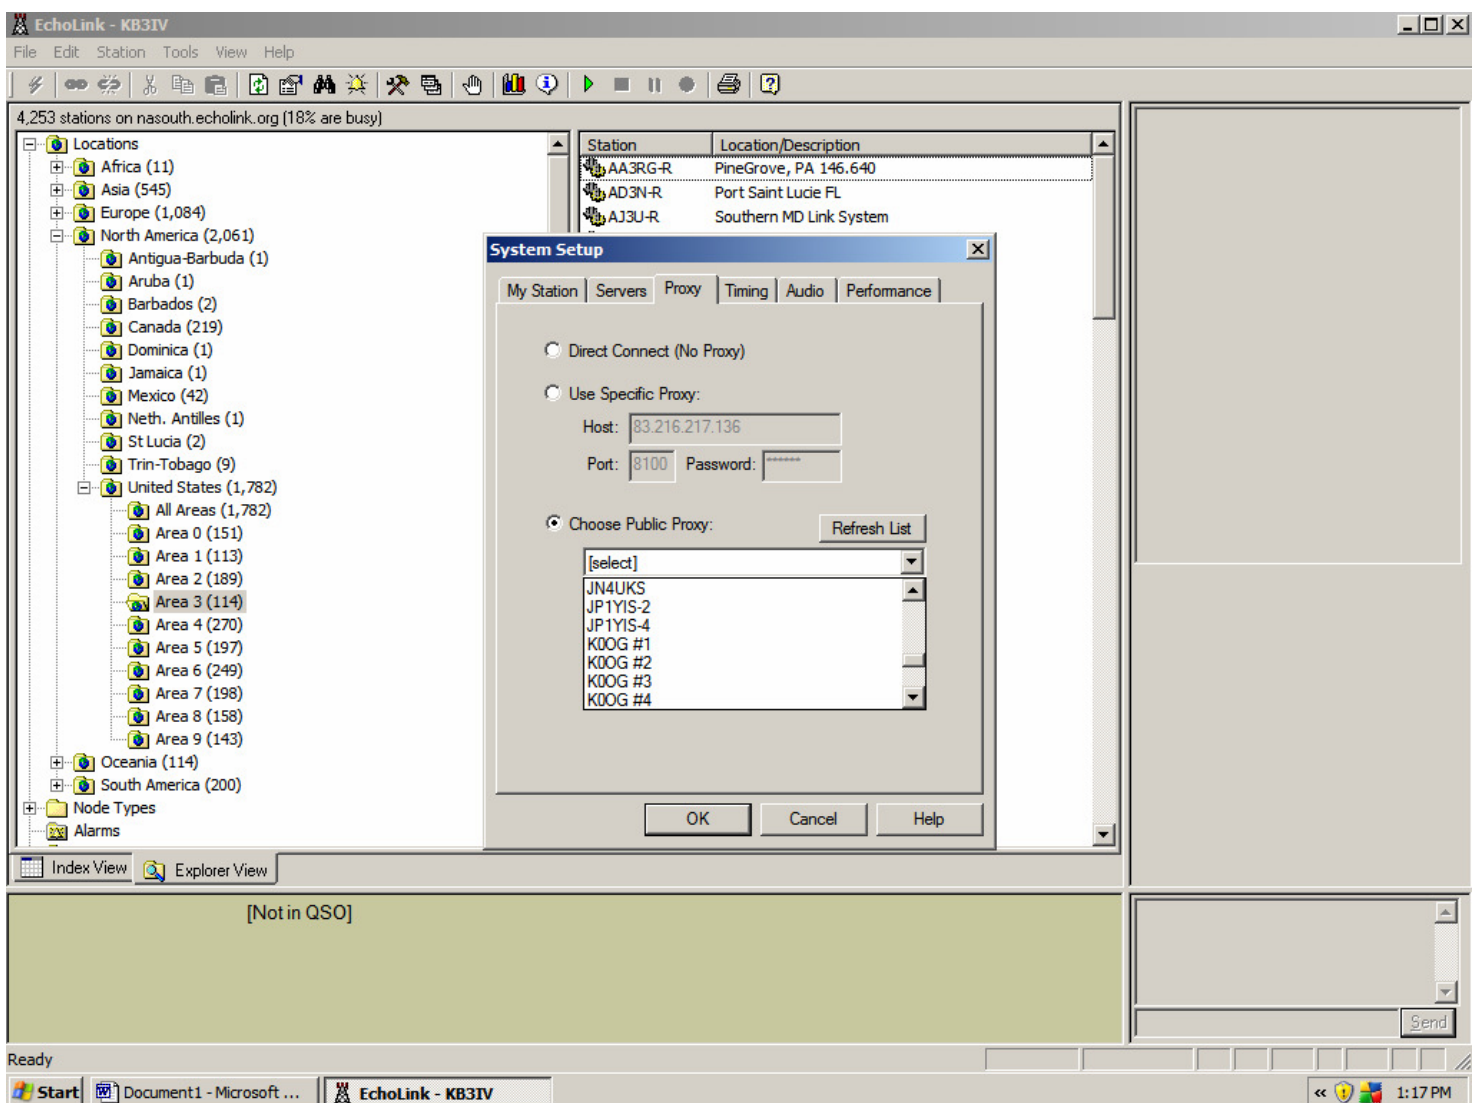 EchoLink - KB3IV
File Edit Station Tools View Help
4,253 stations on nasouth.echolink.org (18% are busy)
Locations
Africa (11)
Asia (545)
Europe (1,084)
North America (2,061)
Antigua-Barbuda (1)
Aruba (1)
Barbados (2)
Canada (219)
Dominica (1)
Jamaica (1)
Mexico (42)
Neth. Antilles (1)
St Lucia (2)
Trin-Tobago (9)
United States (1,782)
All Areas (1,782)
Area 0 (151)
Area 1 (113)
Area 2 (189)
Area 3 (114)
Area 4 (270)
Area 5 (197)
Area 6 (249)
Area 7 (198)
Area 8 (158)
Area 9 (143)
Oceania (114)
South America (200)
Node Types
Alarms
Station Location/Description
AA3RG-R PineGrove, PA 146.640
AD3N-R Port Saint Lucie FL
AJ3U-R Southern MD Link System
System Setup
My Station Servers Proxy Timing Audio Performance
Direct Connect (No Proxy)
Use Specific Proxy:
Host: 83.216.217.136
Port: 8100 Password: ******
Choose Public Proxy: Refresh List
[select]
JN4UKS
JP1YIS-2
JP1YIS-4
K0OG #1
K0OG #2
K0OG #3
K0OG #4
OK Cancel Help
Index View Explorer View
[Not in QSO]
Send
Ready
Start Document1 - Microsoft ... EchoLink - KB3IV 1:17 PM